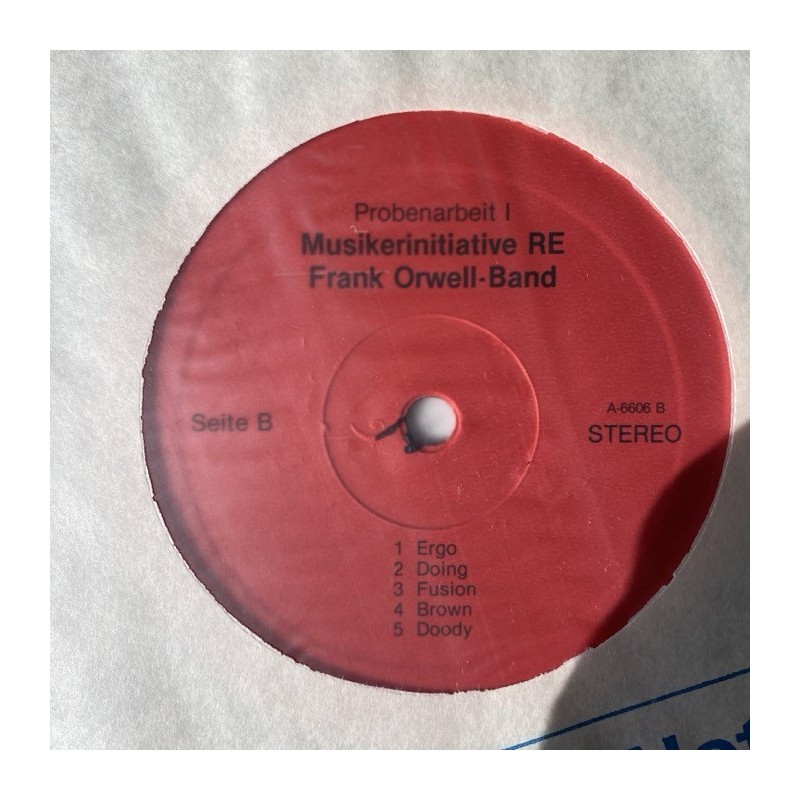 Probenarbeit I
Musikerinitiative RE
Frank Orwell-Band
Seite B
A-6606 B
STEREO
1 Ergo
2 Doing
3 Fusion
4 Brown
5 Doody